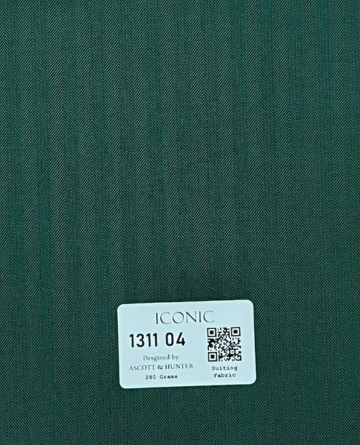 ICONIC
1311 04
Designed by
ASCOTT & HUNTER
280 Grams
Suiting
Fabric